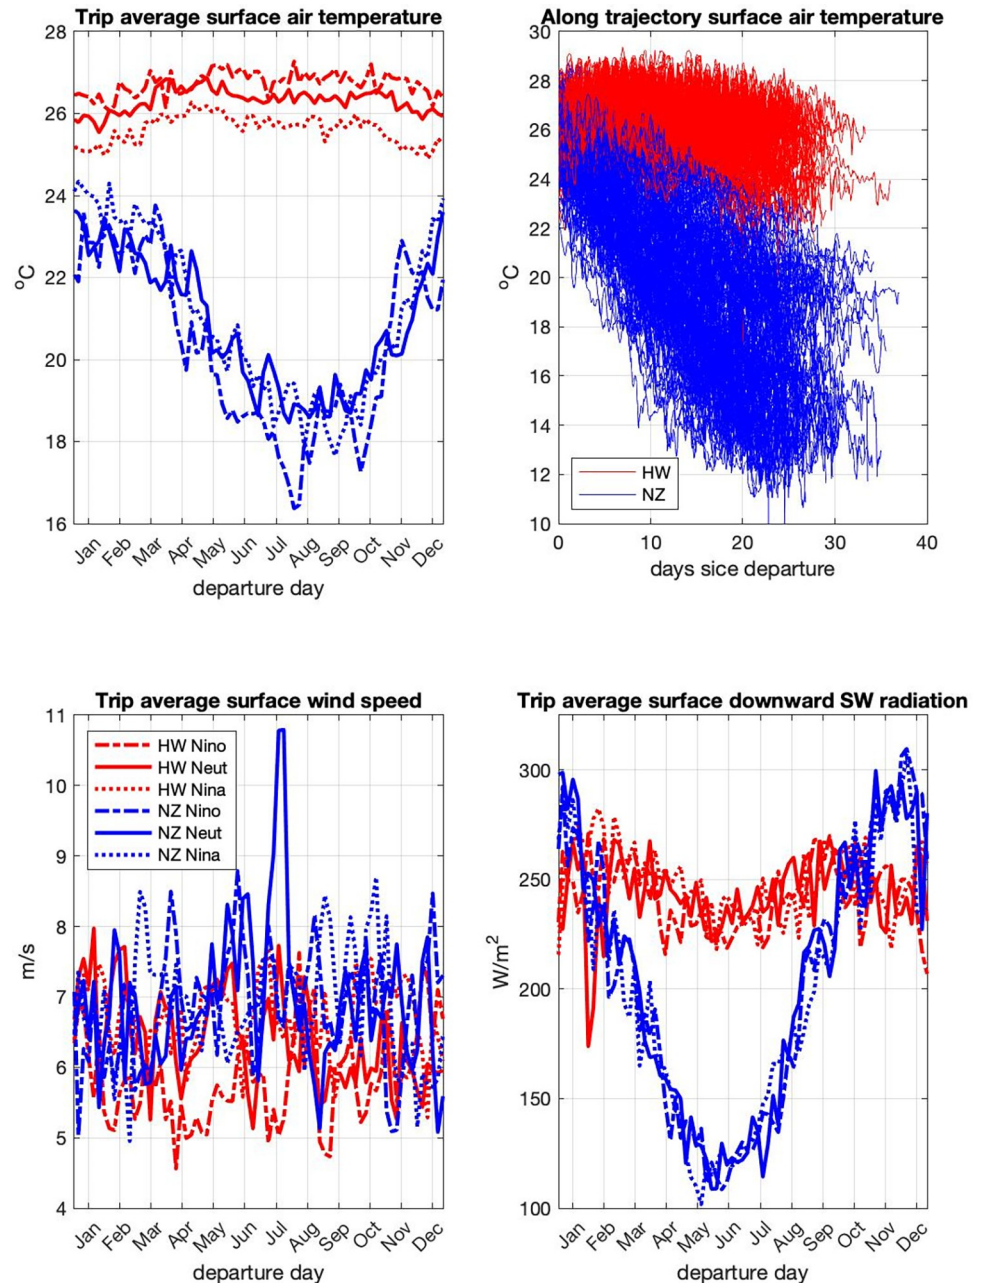 Trip average surface air temperature
28
26
24
22
20
18
16
°C
Jan Feb Mar Apr May Jun Jul Aug Sep Oct Nov Dec
departure day
Along trajectory surface air temperature
30
28
26
24
22
20
18
16
14
12
10
°C
HW
NZ
0 10 20 30 40
days sice departure
Trip average surface wind speed
11
10
9
8
7
6
5
4
m/s
HW Nino
HW Neut
HW Nina
NZ Nino
NZ Neut
NZ Nina
Jan Feb Mar Apr May Jun Jul Aug Sep Oct Nov Dec
departure day
Trip average surface downward SW radiation
300
250
200
150
100
W/m²
Jan Feb Mar Apr May Jun Jul Aug Sep Oct Nov Dec
departure day